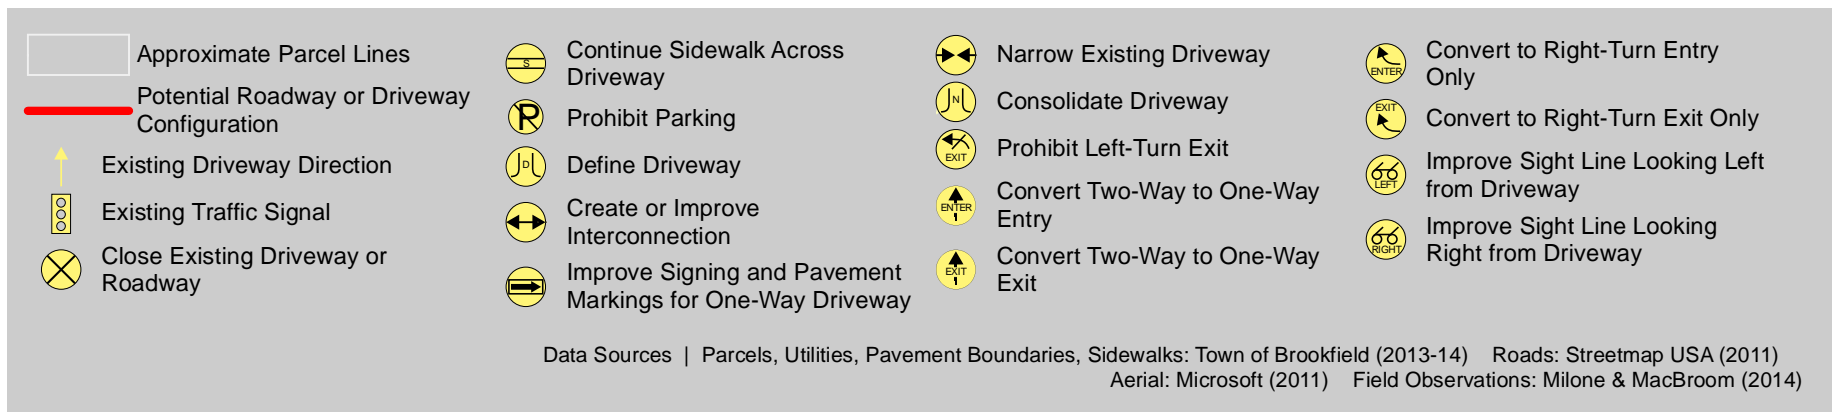 Approximate Parcel Lines
Potential Roadway or Driveway
Configuration
Existing Driveway Direction
Existing Traffic Signal
Close Existing Driveway or
Roadway
S
Continue Sidewalk Across
Driveway
P
Prohibit Parking
D
Define Driveway
Create or Improve
Interconnection
Improve Signing and Pavement
Markings for One-Way Driveway
Narrow Existing Driveway
N
Consolidate Driveway
EXIT
Prohibit Left-Turn Exit
ENTER
Convert Two-Way to One-Way
Entry
EXIT
Convert Two-Way to One-Way
Exit
ENTER
Convert to Right-Turn Entry
Only
EXIT
Convert to Right-Turn Exit Only
LEFT
Improve Sight Line Looking Left
from Driveway
RIGHT
Improve Sight Line Looking
Right from Driveway
Data Sources | Parcels, Utilities, Pavement Boundaries, Sidewalks: Town of Brookfield (2013-14) Roads: Streetmap USA (2011)
Aerial: Microsoft (2011) Field Observations: Milone & MacBroom (2014)